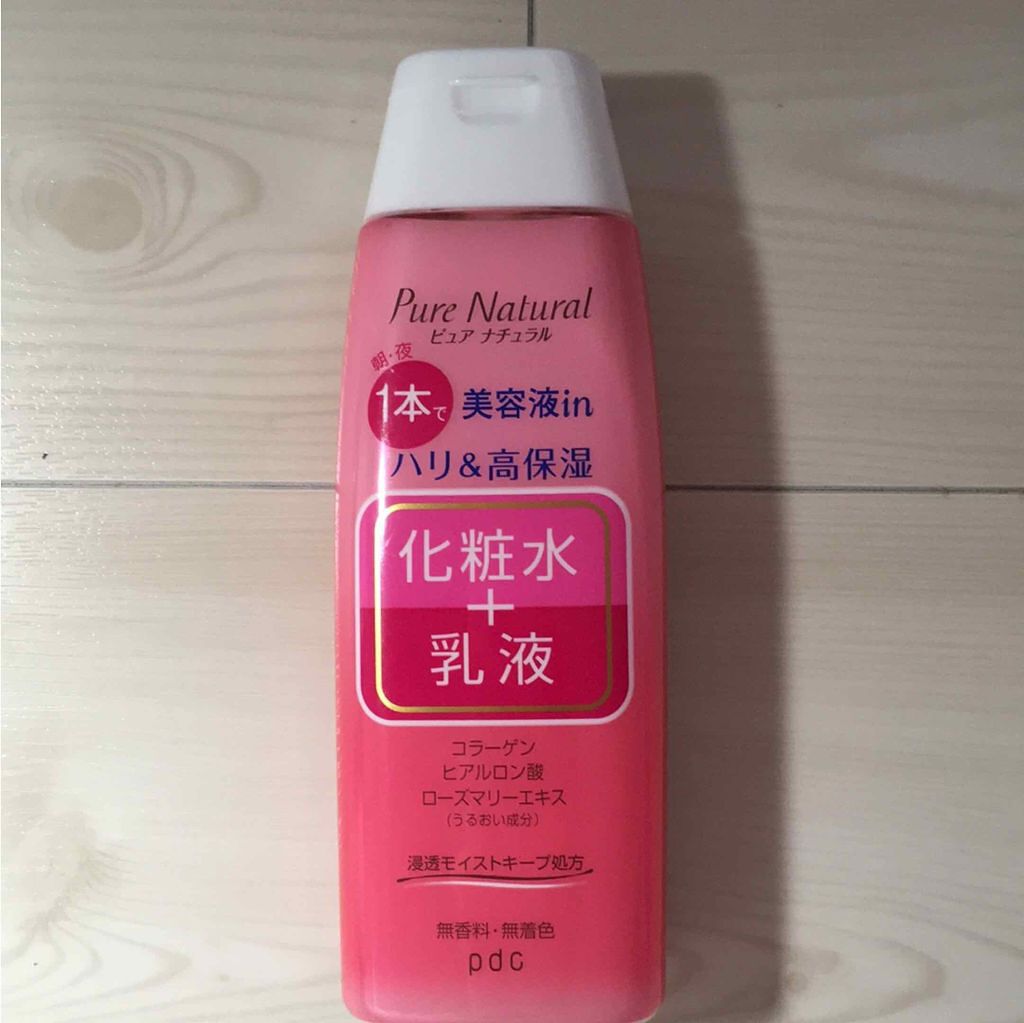 Pure Natural
ピュア ナチュラル
朝・夜
1本で 美容液in
ハリ&高保湿
化粧水
+
乳液
コラーゲン
ヒアルロン酸
ローズマリーエキス
(うるおい成分)
浸透モイストキープ処方
無香料・無着色
pdc